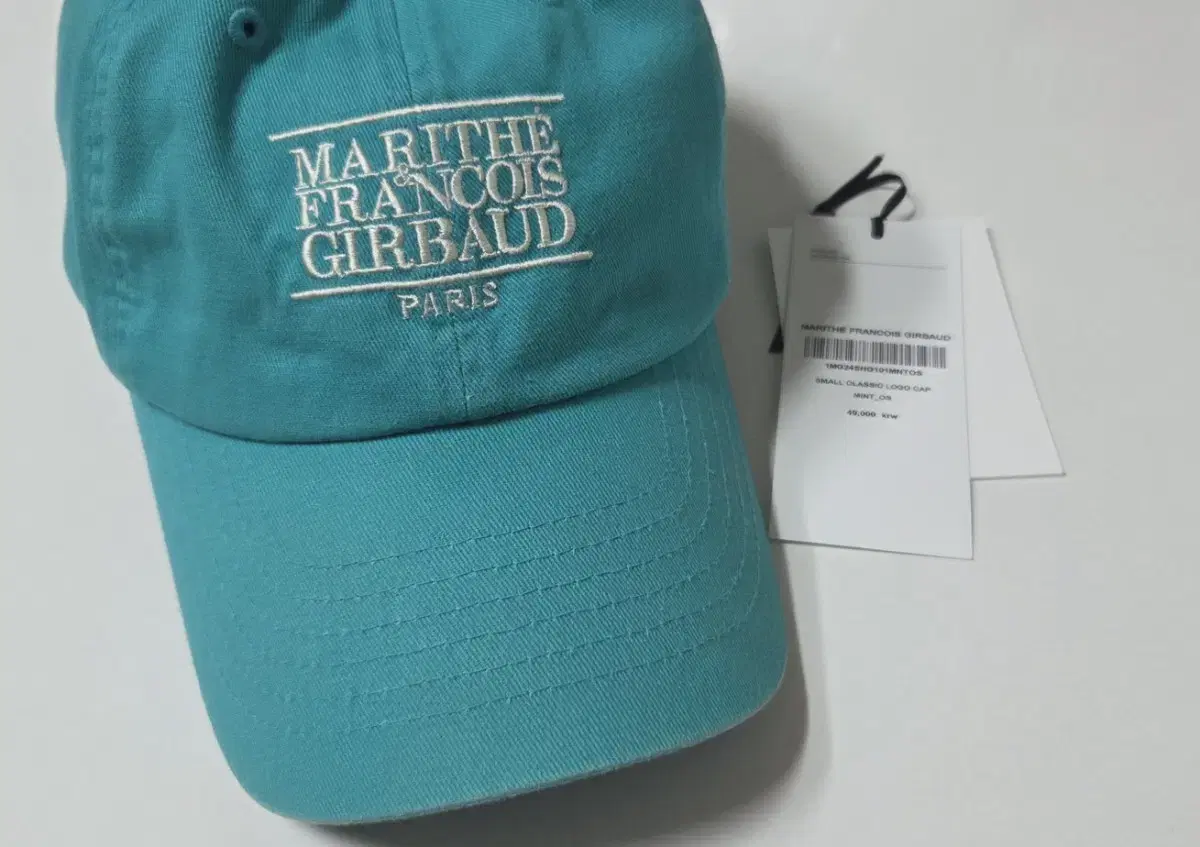 MARITHÉ
&
FRANÇOIS
GIRBAUD
PARIS
MARITHE FRANCOIS GIRBAUD
SMALL CLASSIC LOGO CAP
MINT_OS
49,000 krw